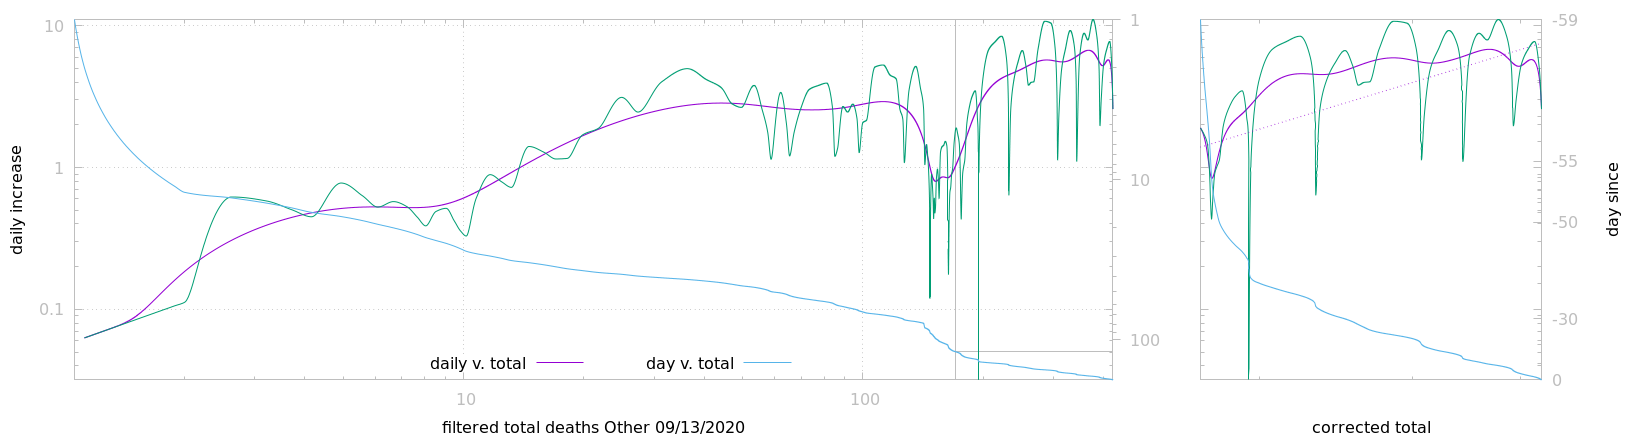 10
1
0.1
daily increase
daily v. total
day v. total
10
100
filtered total deaths Other 09/13/2020
1
10
100
-59
-55
-50
-30
0
day since
corrected total